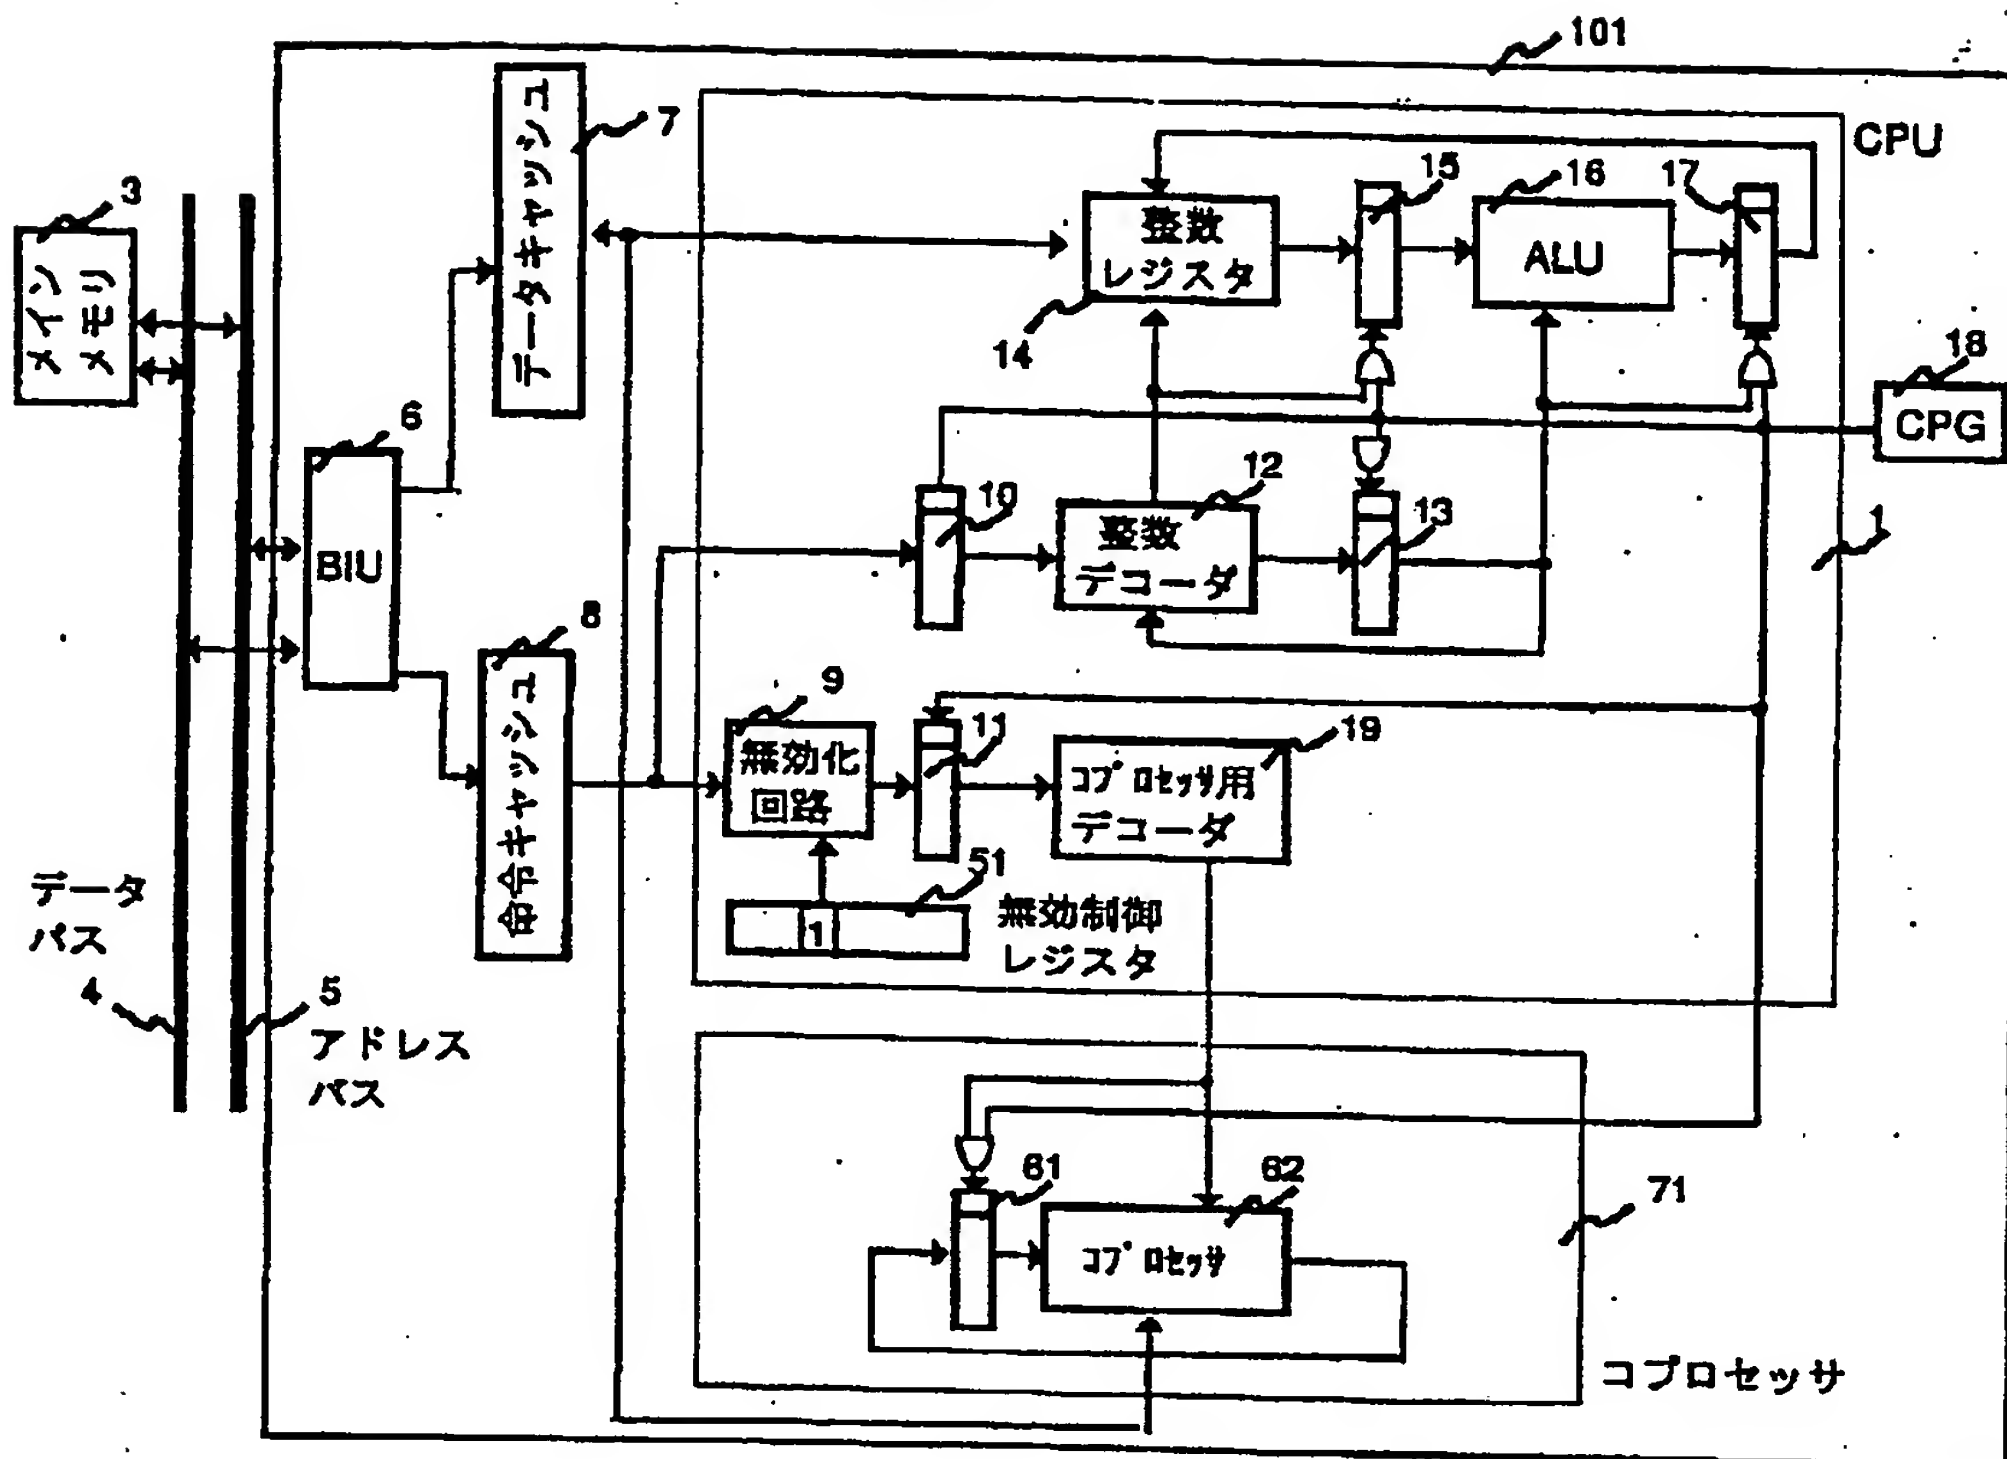 101
7
データキャッシュ
CPU
3
メイン
メモリ
整数
レジスタ
14
15
16
ALU
17
18
CPG
6
BIU
10
12
整数
デコーダ
13
1
8
命令キャッシュ
9
無効化
回路
11
19
コプロセッサ用
デコーダ
51
1
無効制御
レジスタ
データ
バス
4
5
アドレス
バス
61
62
コプロセッサ
71
コプロセッサ